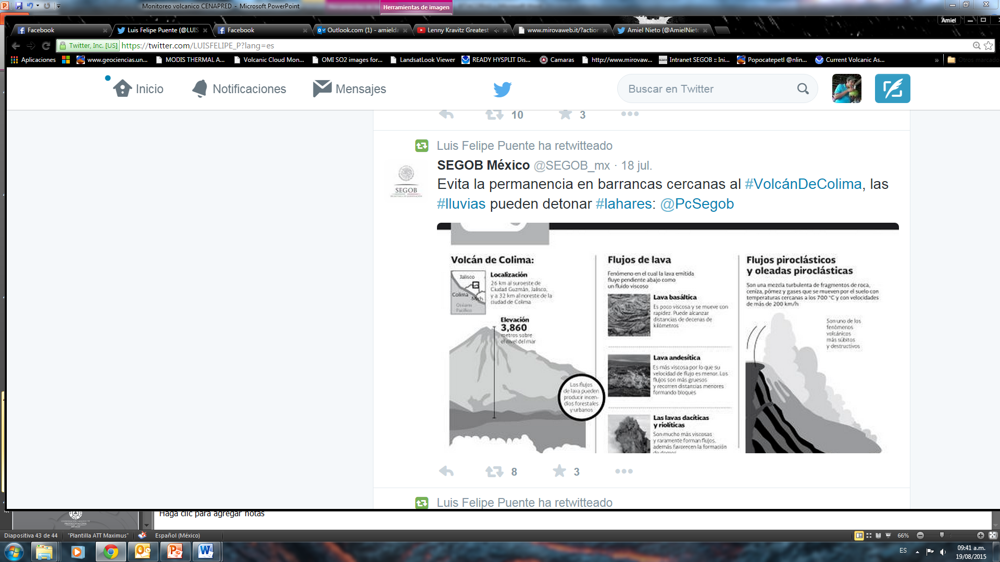 Monitoreo volcanico CENAPRED - Microsoft PowerPoint
Herramientas de imagen
Amiel
Facebook
Luis Felipe Puente (@LUIS
Facebook
Outlook.com (1) - amielda
Lenny Kravitz Greatest
www.mirovaweb.it/?action
Amiel Nieto (@AmielNiete
Twitter, Inc. [US] https://twitter.com/LUISFELIPE_P?lang=es
Aplicaciones
www.geociencias.un...
MODIS THERMAL A...
Volcanic Cloud Mon...
OMI SO2 images for...
LandsatLook Viewer
READY HYSPLIT Dis...
Camaras
http://www.mirovaw...
Intranet SEGOB :: Ini...
Popocatepetl @nlin...
Current Volcanic As...
»
Otros marcado
Inicio
Notificaciones
Mensajes
Buscar en Twitter
10
3
Luis Felipe Puente ha retwitteado
SEGOB México @SEGOB_mx · 18 jul.
SEGOB
Evita la permanencia en barrancas cercanas al #VolcánDeColima, las
#lluvias pueden detonar #lahares: @PcSegob
Volcán de Colima:
Jalisco
Colima
Mich
Océano
Pacífico
Localización
26 km al suroeste de
Ciudad Guzmán, Jalisco,
y a 32 km al noreste de la
ciudad de Colima
Elevación
3,860
metros sobre
el nivel del mar
Los flujos
de lava pueden
producir incen-
dios forestales
y urbanos
Flujos de lava
Fenómeno en el cual la lava emitida
fluye pendiente abajo como
un fluido viscoso
Lava basáltica
Es poco viscosa y se mueve con
rapidez. Puede alcanzar
distancias de decenas de
kilómetros
Lava andesítica
Es más viscosa por lo que su
velocidad de flujo es menor. Los
flujos son más gruesos
y recorren distancias menores
formando bloques
Las lavas dacíticas
y riolíticas
Son mucho más viscosas
y raramente forman flujos,
además favorecen la formación
de domos
Flujos piroclásticos
y oleadas piroclásticas
Son una mezcla turbulenta de fragmentos de roca,
ceniza, pómez y gases que se mueven por el suelo con
temperaturas cercanas a los 700 °C y con velocidades
de más de 200 km/h
Son uno de los
fenómenos
volcánicos
más súbitos
y destructivos
8
3
Luis Felipe Puente ha retwitteado
Haga clic para agregar notas
Diapositiva 43 de 44
"Plantilla ATT Maximus"
Español (México)
66%
ES
09:41 a.m.
19/08/2015